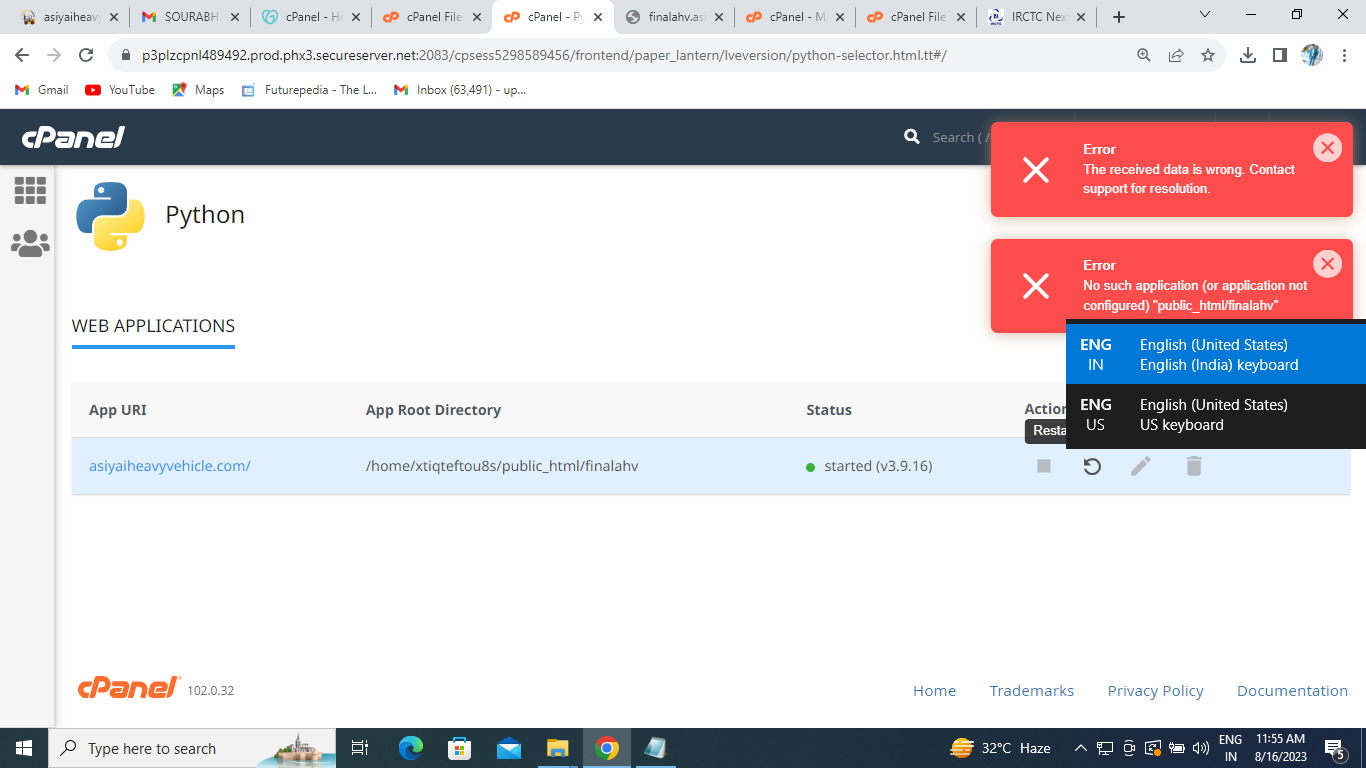 asiyaiheavy
SOURABH
cPanel - Ho
cPanel File
cPanel - Py
finalahv.asi
cPanel - M
cPanel File
IRCTC Nex
p3plzcpnl489492.prod.phx3.secureserver.net:2083/cpsess5298589456/frontend/paper_lantern/lveversion/python-selector.html.tt#/
Gmail
YouTube
Maps
Futurepedia - The L...
Inbox (63,491) - up...
cPanel
Search ( /
Error
The received data is wrong. Contact
support for resolution.
Python
Error
No such application (or application not
configured) "public_html/finalahv"
WEB APPLICATIONS
ENG English (United States)
IN English (India) keyboard
ENG English (United States)
US US keyboard
App URI
App Root Directory
Status
Action
Resta
asiyaiheavyvehicle.com/
/home/xtiqteftou8s/public_html/finalahv
started (v3.9.16)
cPanel 102.0.32
Home
Trademarks
Privacy Policy
Documentation
Type here to search
32°C Haze
ENG
IN
11:55 AM
8/16/2023
5